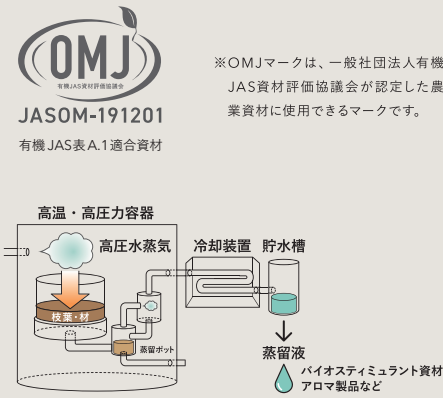 OMJ
有機JAS資材評価協議会
JASOM-191201
有機JAS表A.1適合資材
※OMJマークは、一般社団法人有機
JAS資材評価協議会が認定した農
業資材に使用できるマークです。
高温・高圧力容器
高圧水蒸気
冷却装置
貯水槽
枝葉・材
蒸留ポット
蒸留液
バイオスティミュラント資材
アロマ製品など